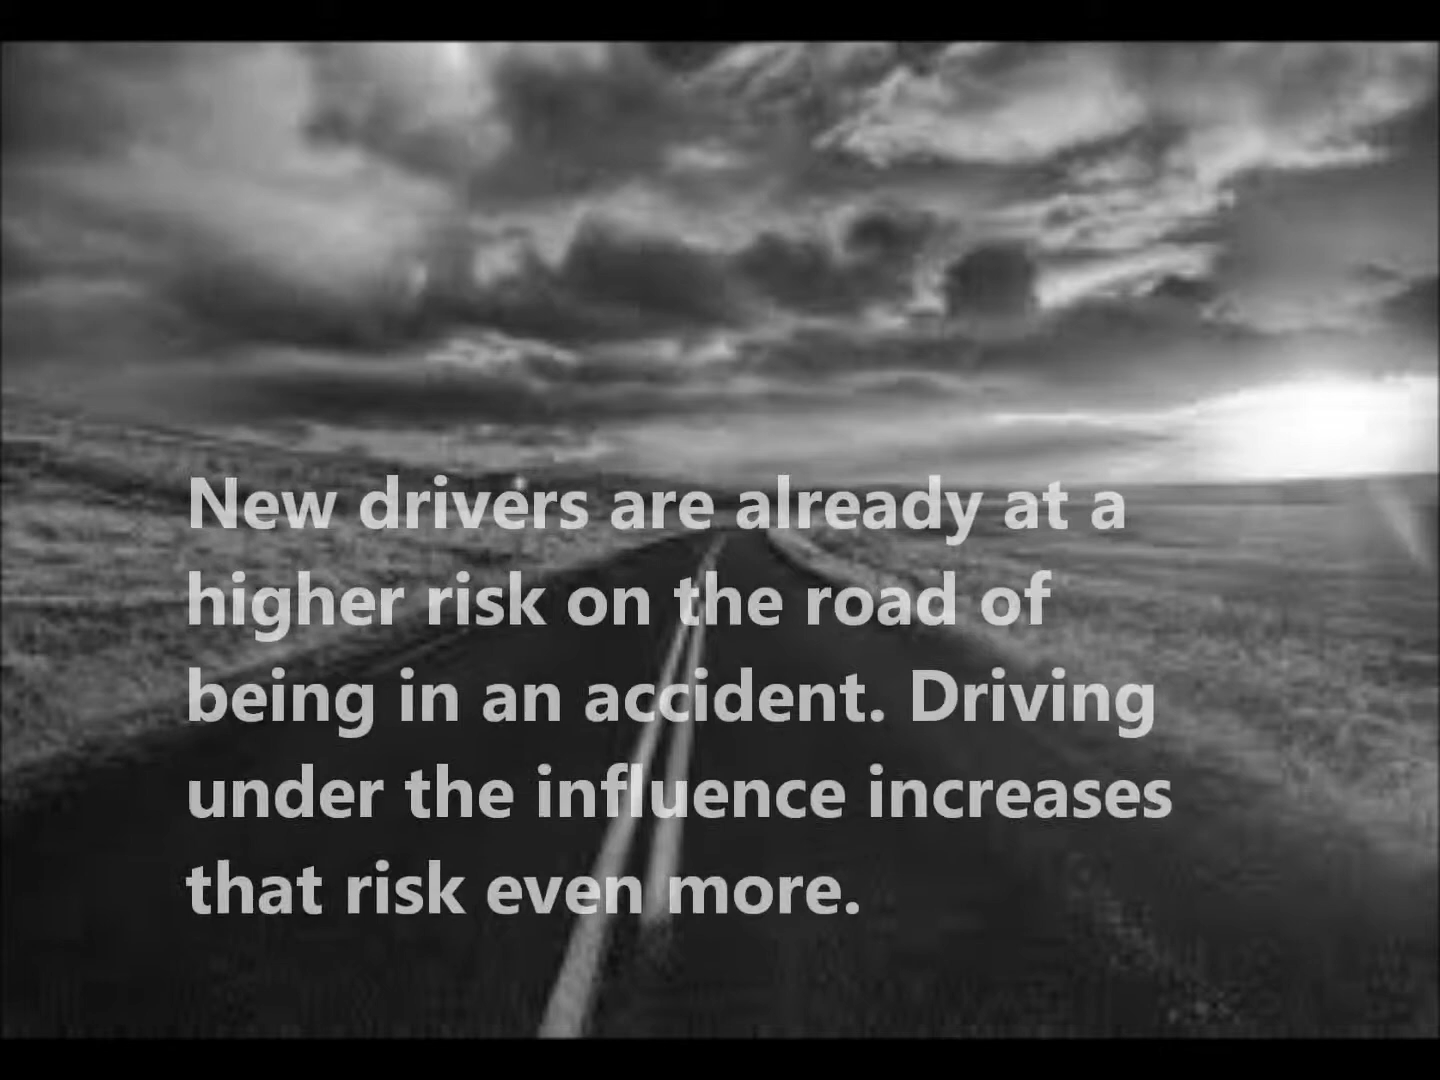 New drivers are already at a
higher risk on the road of
being in an accident. Driving
under the influence increases
that risk even more.